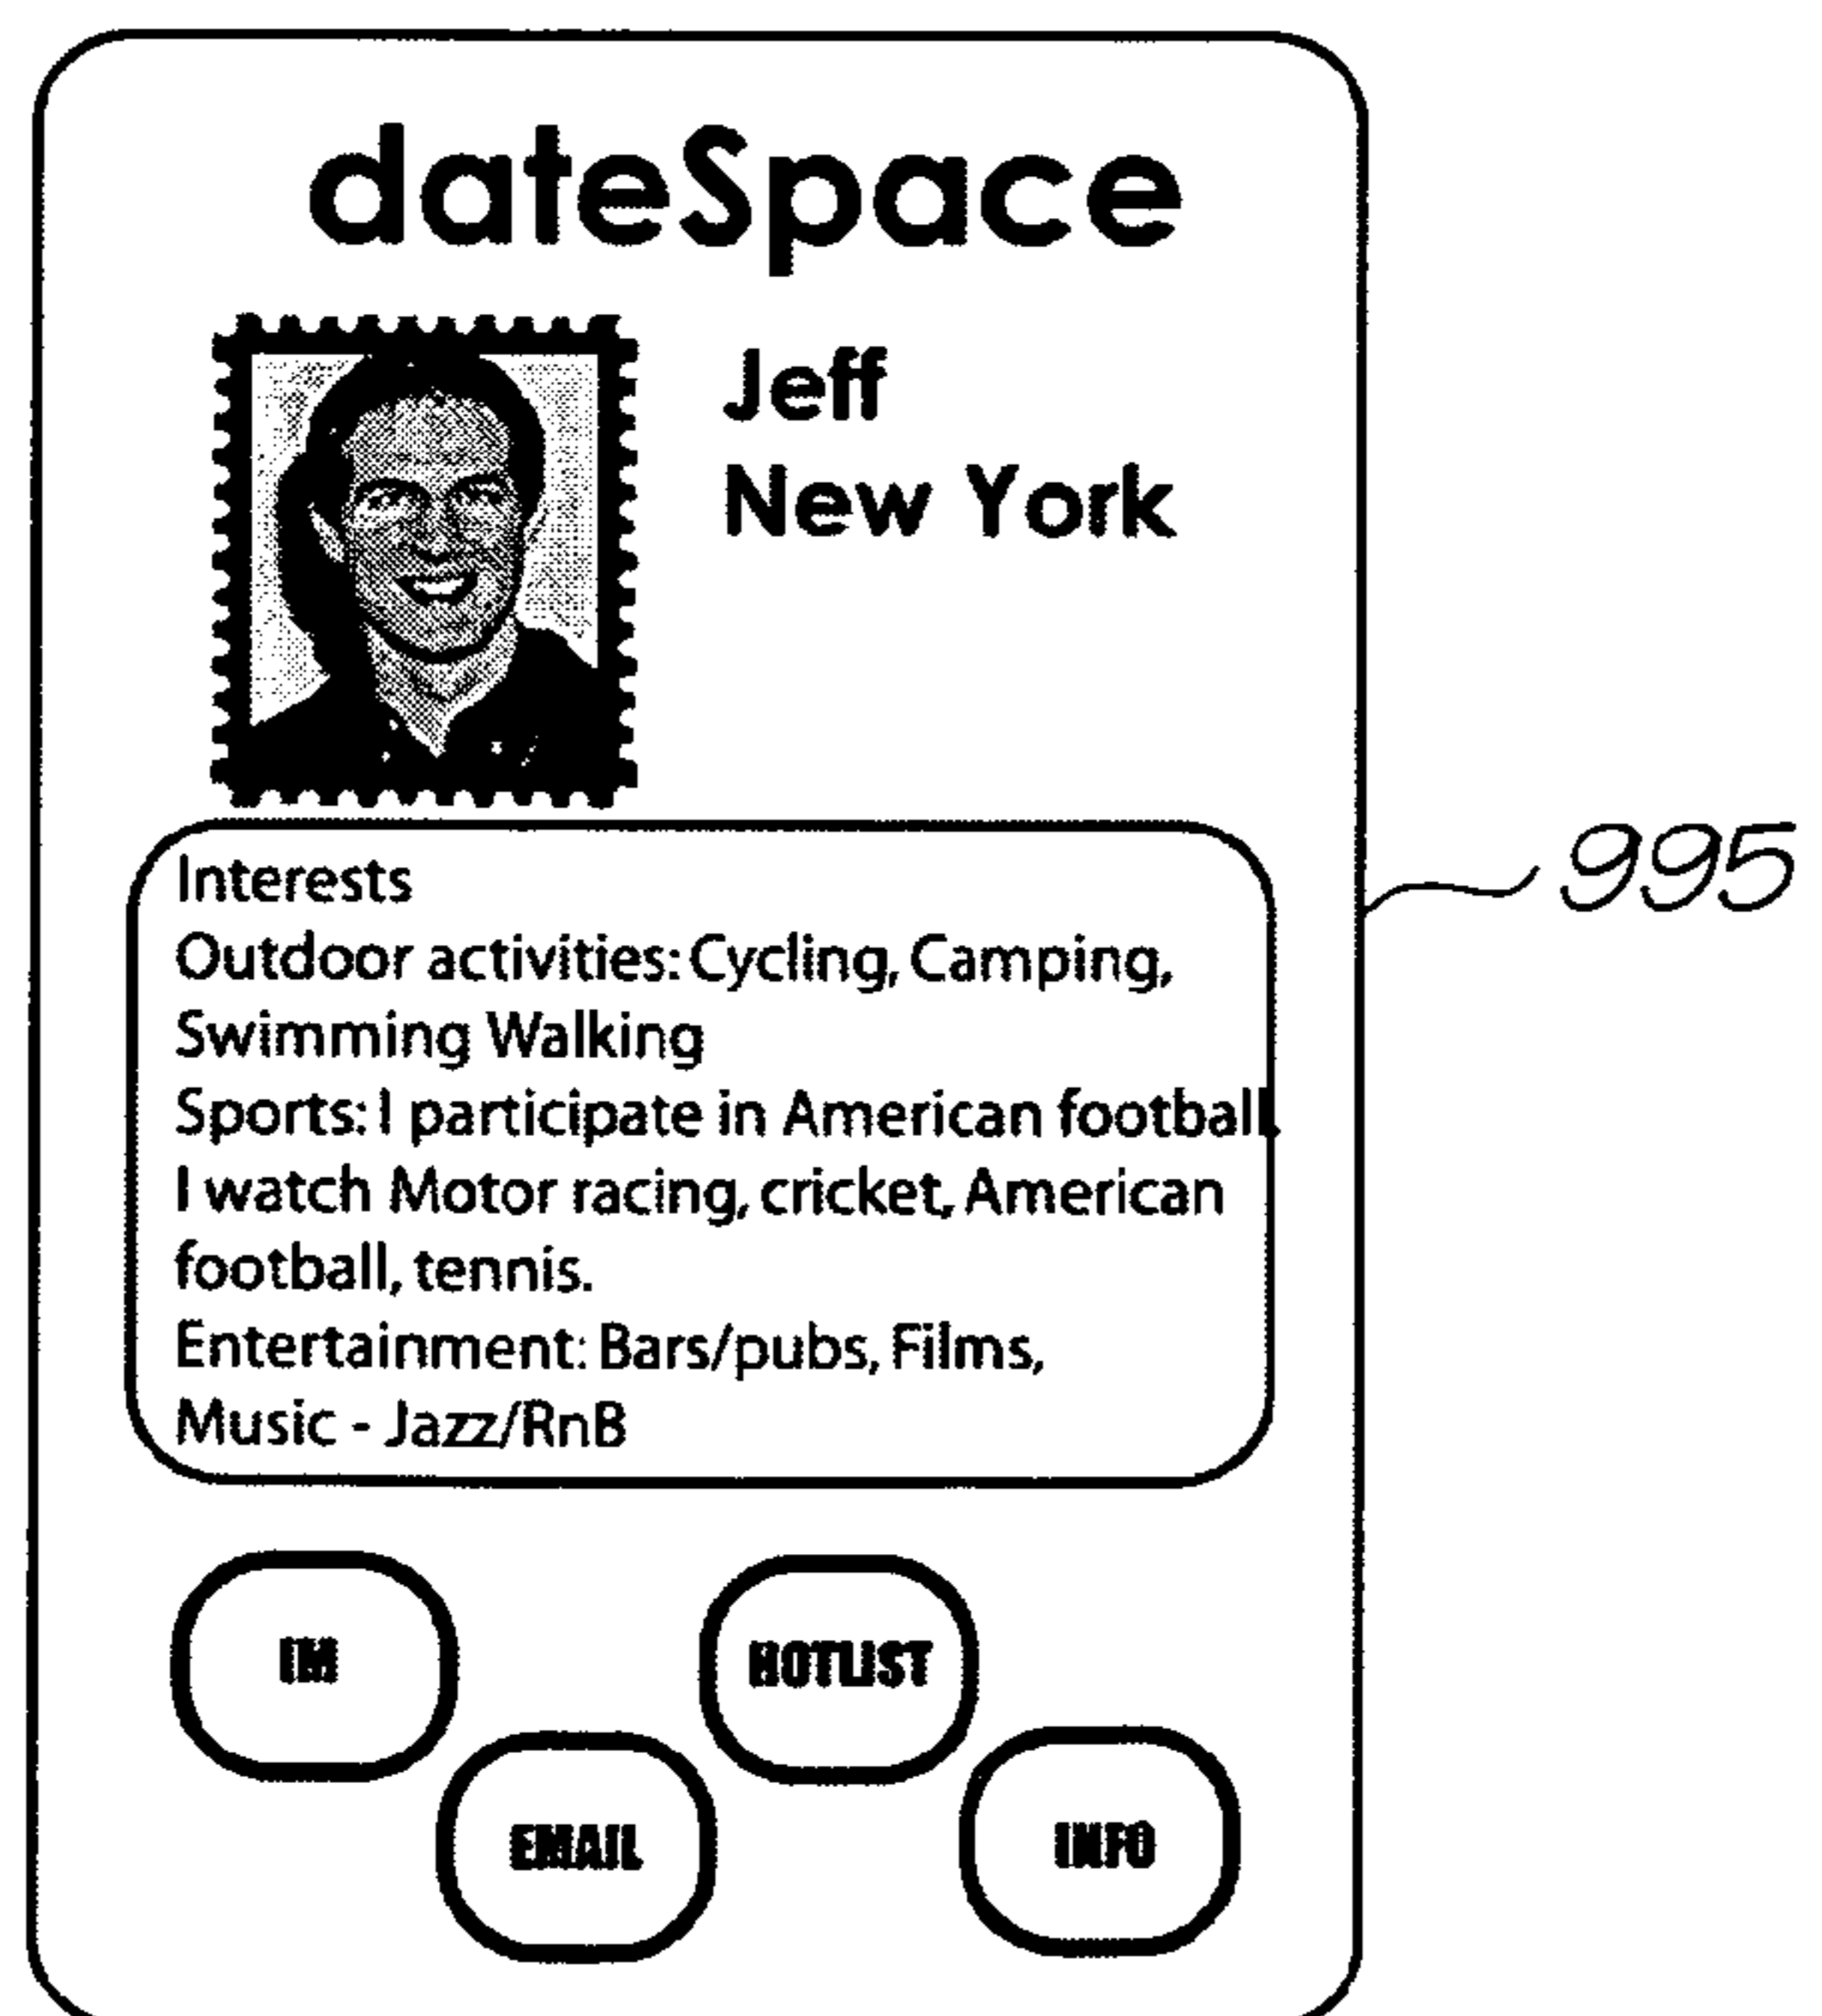 dateSpace
Jeff
New York
995
Interests
Outdoor activities: Cycling, Camping,
Swimming Walking
Sports: I participate in American football.
I watch Motor racing, cricket, American
football, tennis.
Entertainment: Bars/pubs, Films,
Music - Jazz/RnB
IM
HOTLIST
EMAIL
INFO